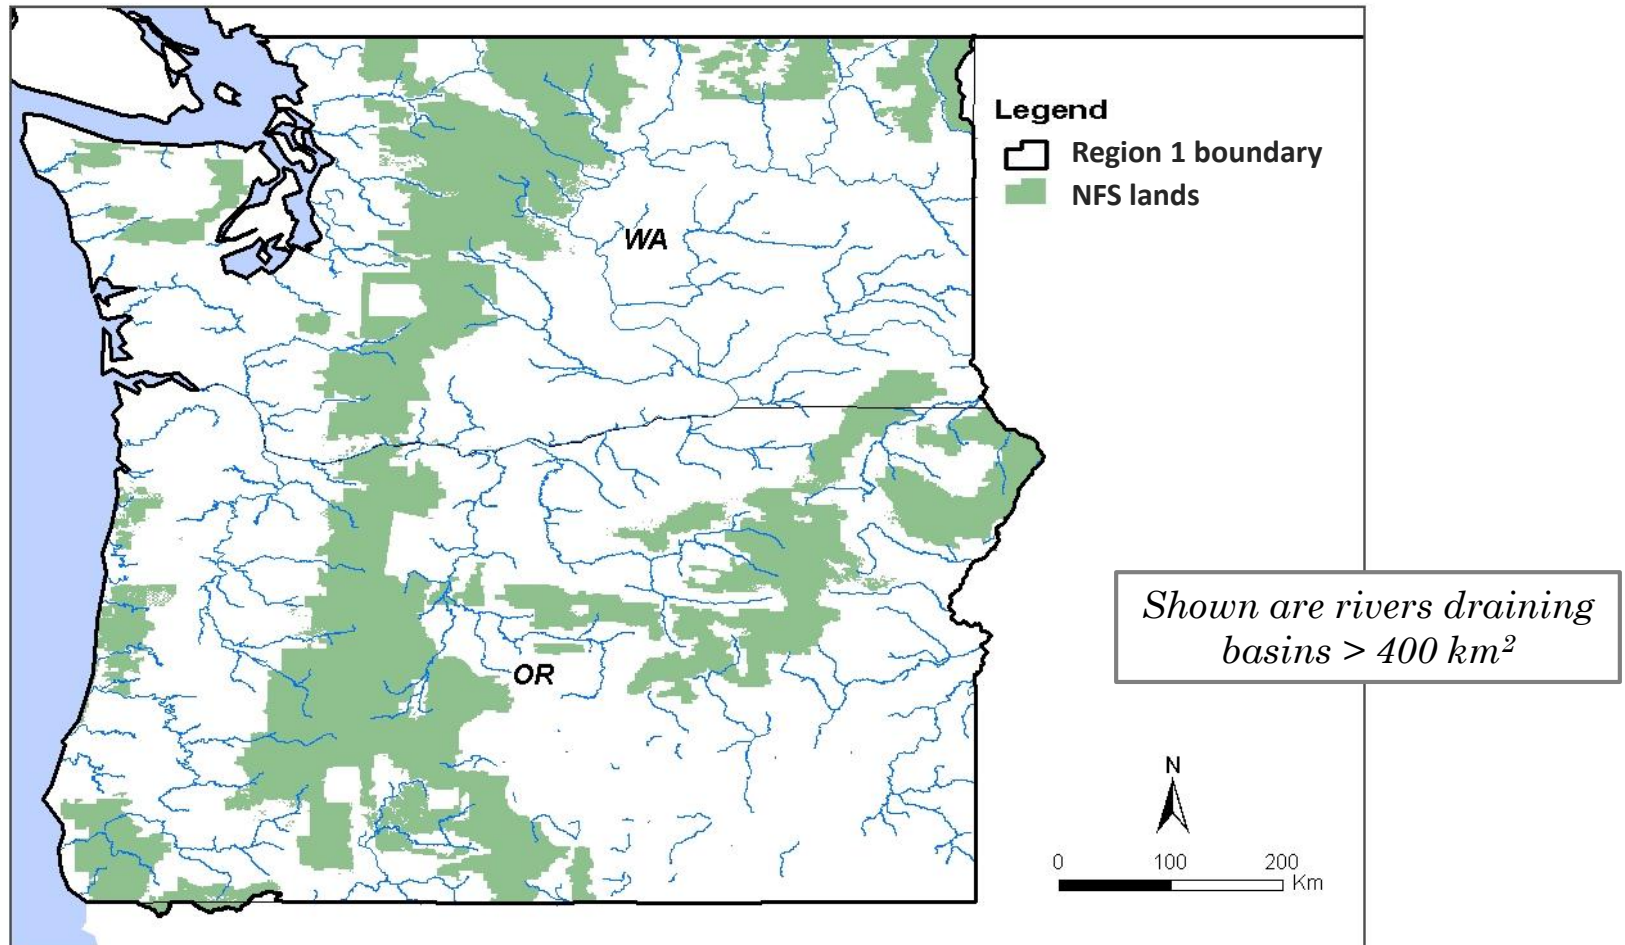 Legend
Region 1 boundary
NFS lands
WA
OR
Shown are rivers draining
basins > 400 km²
N
0 100 200
Km